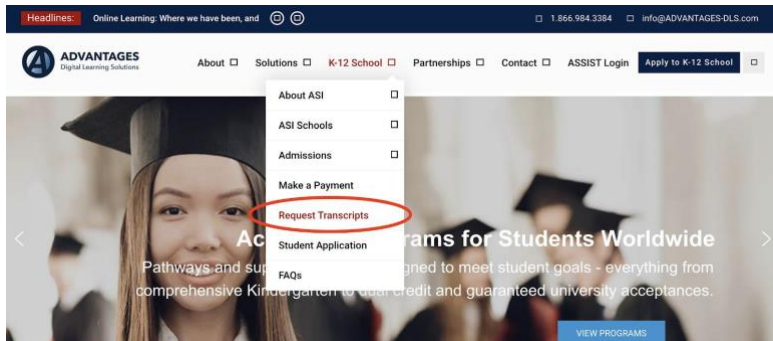 Headlines: Online Learning: Where we have been, and
1.866.984.3384 info@ADVANTAGES-DLS.com
ADVANTAGES
Digital Learning Solutions
About Solutions K-12 School Partnerships Contact ASSIST Login Apply to K-12 School
About ASI
ASI Schools
Admissions
Make a Payment
Request Transcripts
Student Application
FAQs
Ac rams for Students Worldwide
Pathways and sup gned to meet student goals - everything from
comprehensive Kindergarten to dual credit and guaranteed university acceptances.
VIEW PROGRAMS